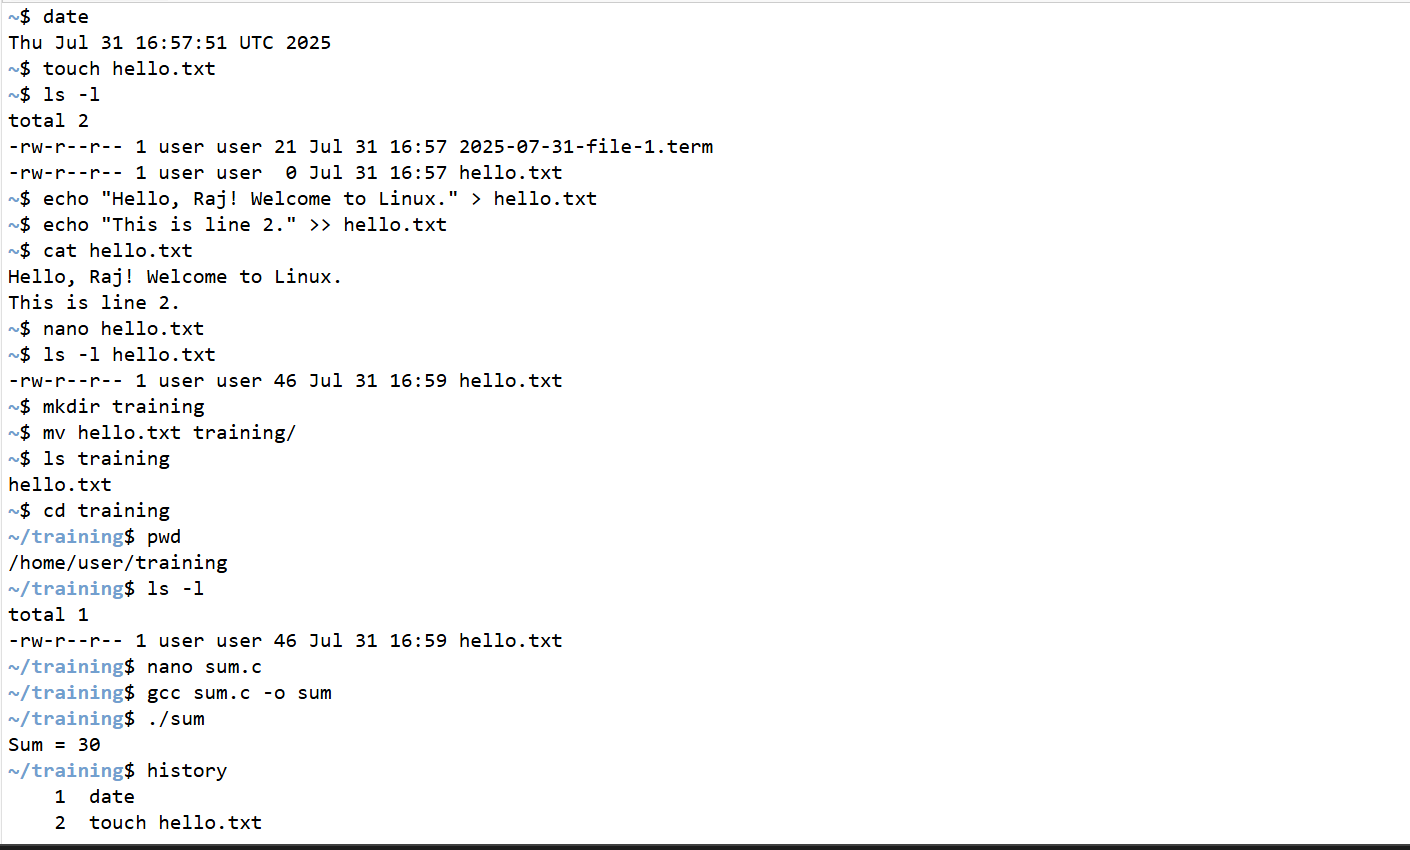 ~$ date
Thu Jul 31 16:57:51 UTC 2025
~$ touch hello.txt
~$ ls -l
total 2
-rw-r--r-- 1 user user 21 Jul 31 16:57 2025-07-31-file-1.term
-rw-r--r-- 1 user user  0 Jul 31 16:57 hello.txt
~$ echo "Hello, Raj! Welcome to Linux." > hello.txt
~$ echo "This is line 2." >> hello.txt
~$ cat hello.txt
Hello, Raj! Welcome to Linux.
This is line 2.
~$ nano hello.txt
~$ ls -l hello.txt
-rw-r--r-- 1 user user 46 Jul 31 16:59 hello.txt
~$ mkdir training
~$ mv hello.txt training/
~$ ls training
hello.txt
~$ cd training
~/training$ pwd
/home/user/training
~/training$ ls -l
total 1
-rw-r--r-- 1 user user 46 Jul 31 16:59 hello.txt
~/training$ nano sum.c
~/training$ gcc sum.c -o sum
~/training$ ./sum
Sum = 30
~/training$ history
    1  date
    2  touch hello.txt